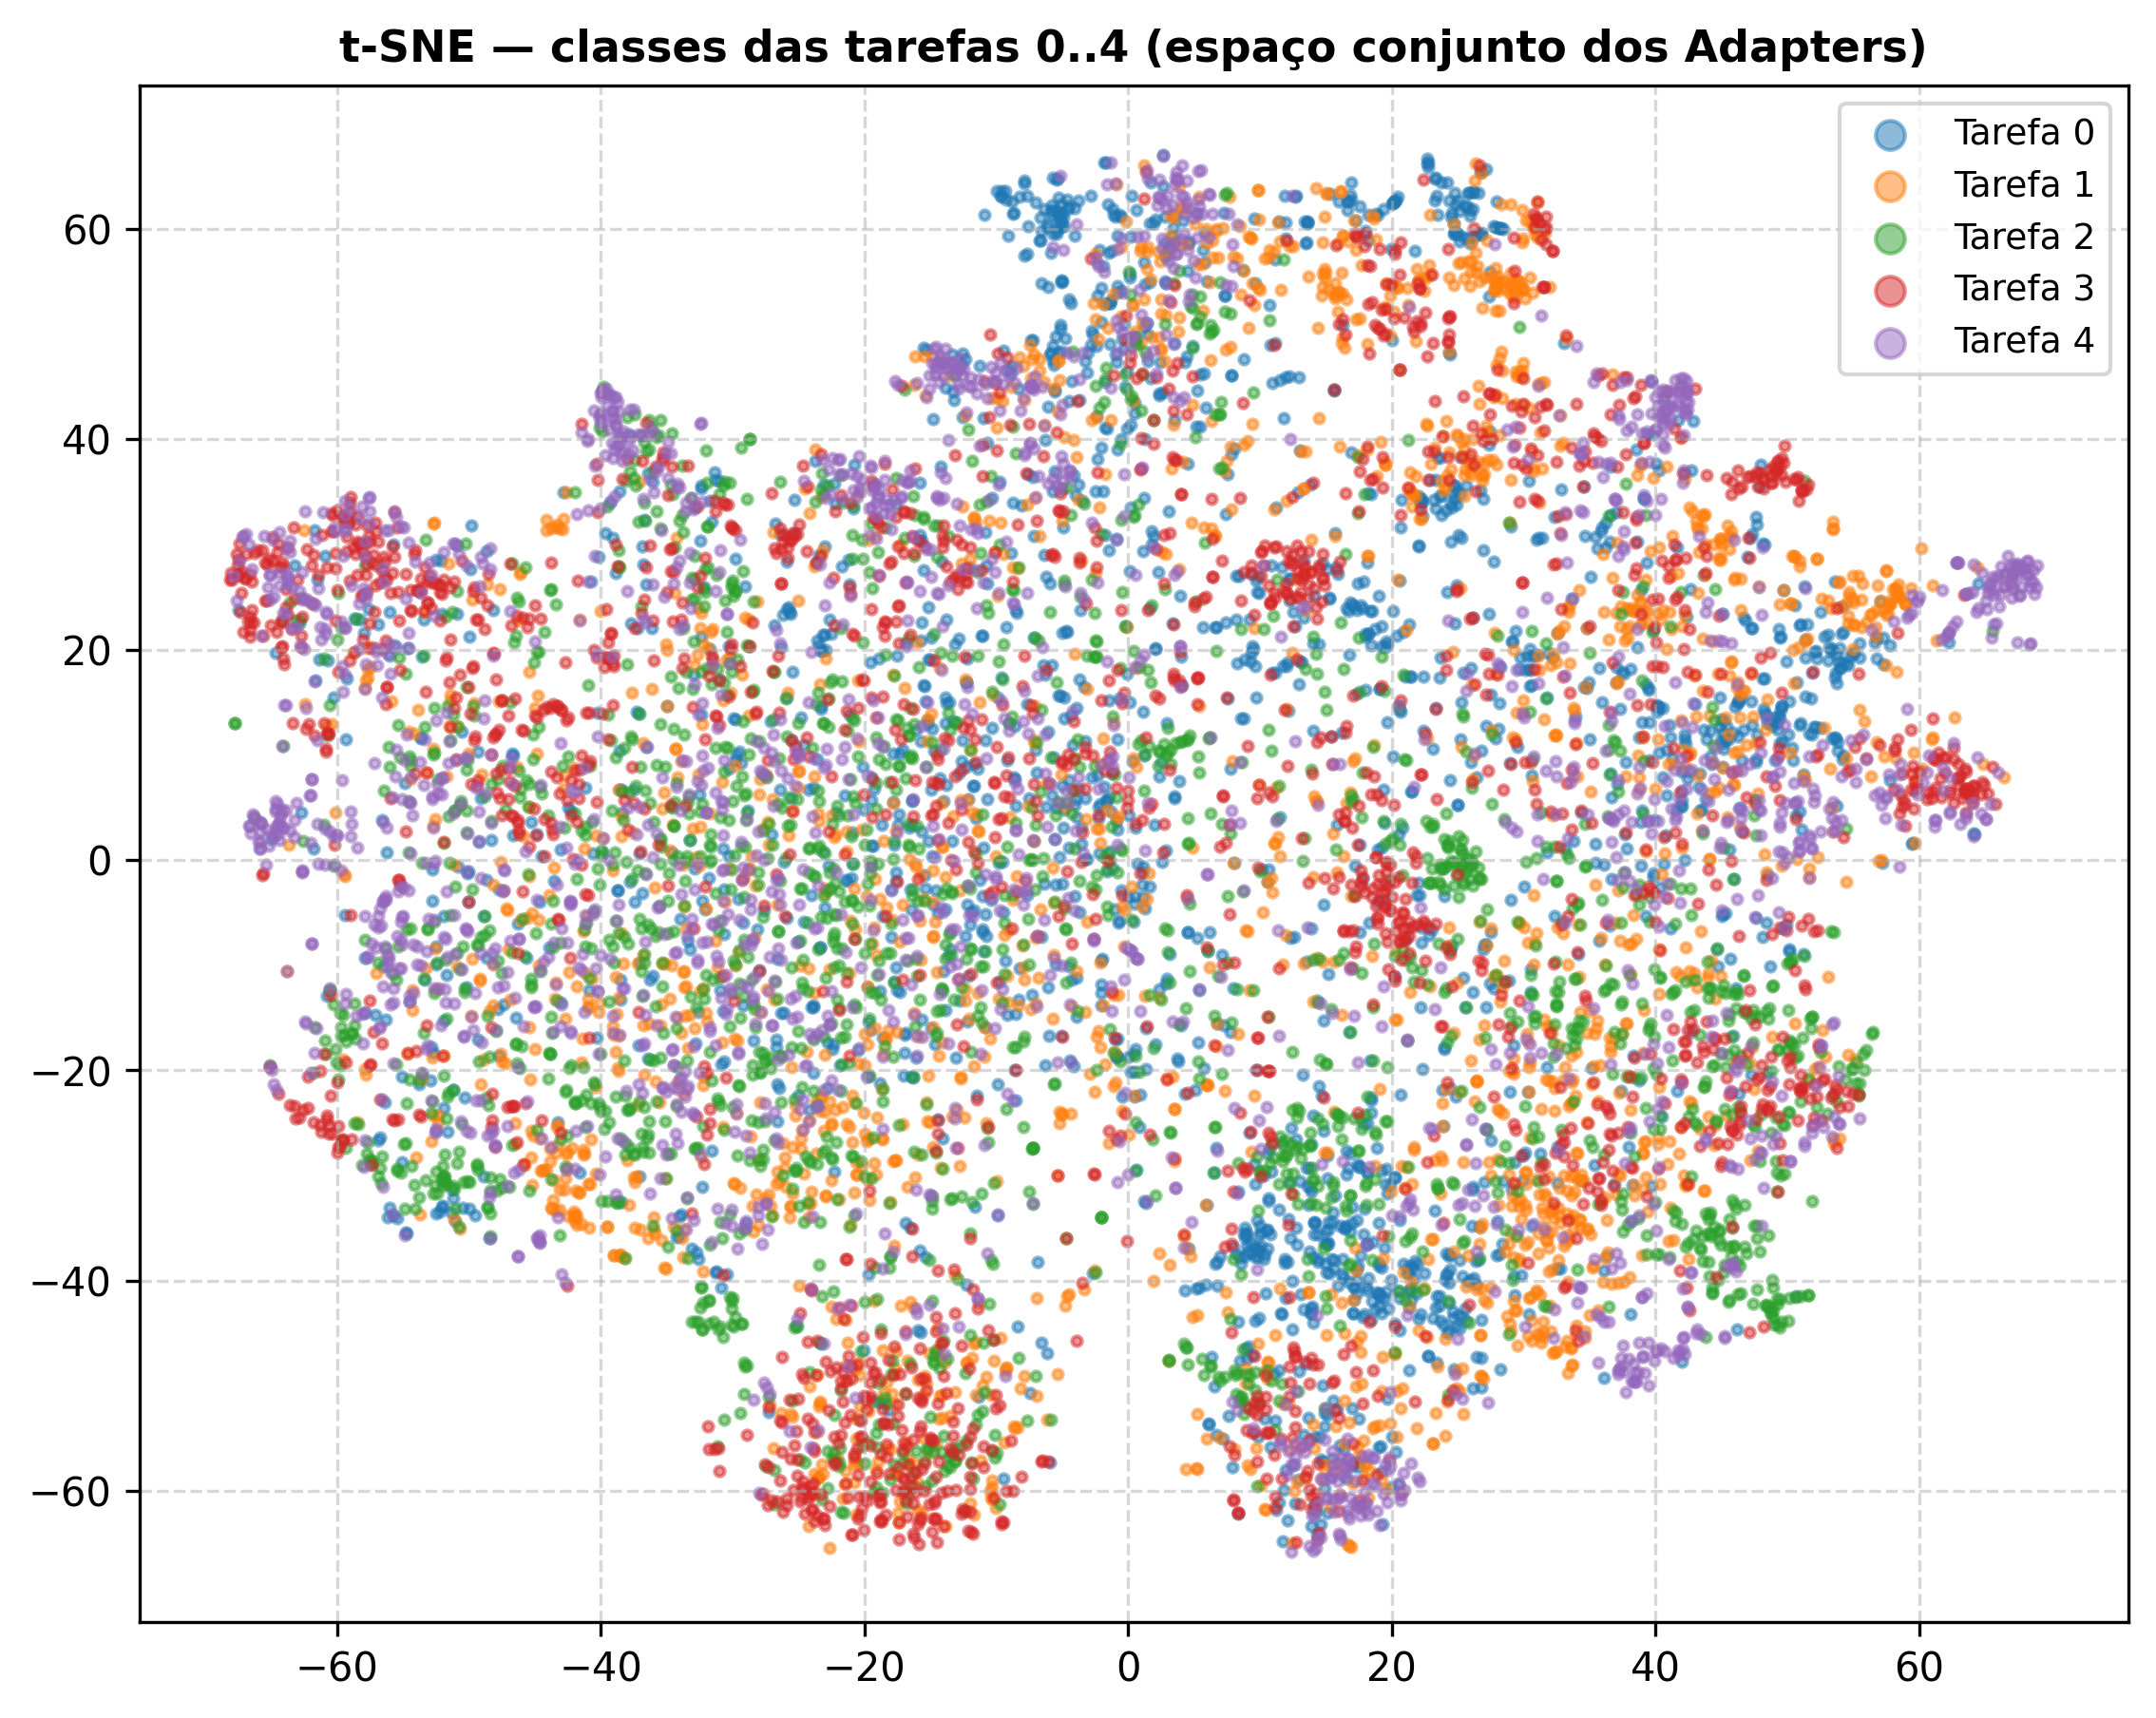 t-SNE — classes das tarefas 0..4 (espaço conjunto dos Adapters)
Tarefa 0
Tarefa 1
Tarefa 2
Tarefa 3
Tarefa 4
60
40
20
0
−20
−40
−60
−60 −40 −20 0 20 40 60